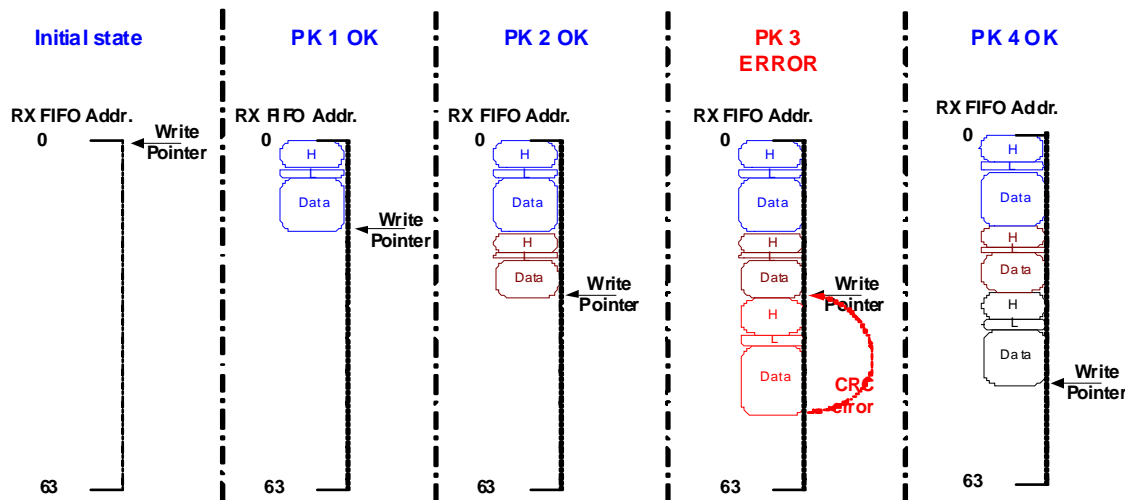 Initial state
RX FIFO Addr.
0
Write
Pointer
63
PK 1 OK
RX FIFO Addr.
0
H
L
Data
Write
Pointer
63
PK 2 OK
RX FIFO Addr.
0
H
L
Data
H
L
Data
Write
Pointer
63
PK 3
ERROR
RX FIFO Addr.
0
H
L
Data
H
L
Data
Write
Pointer
H
L
Data
CRC
error
63
PK 4 OK
RX FIFO Addr.
0
H
L
Data
H
L
Data
H
L
Data
Write
Pointer
63